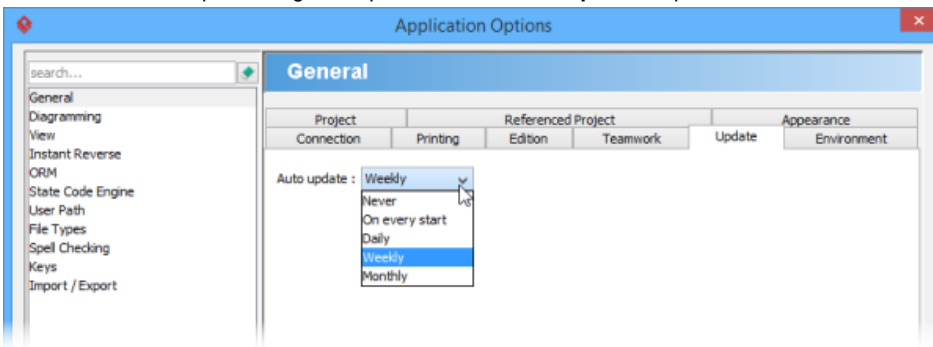 Application Options
search...
General
General
Diagramming
View
Instant Reverse
ORM
State Code Engine
User Path
File Types
Spell Checking
Keys
Import / Export
Project Referenced Project Appearance
Connection Printing Edition Teamwork Update Environment
Auto update : Weekly
Never
On every start
Daily
Weekly
Monthly